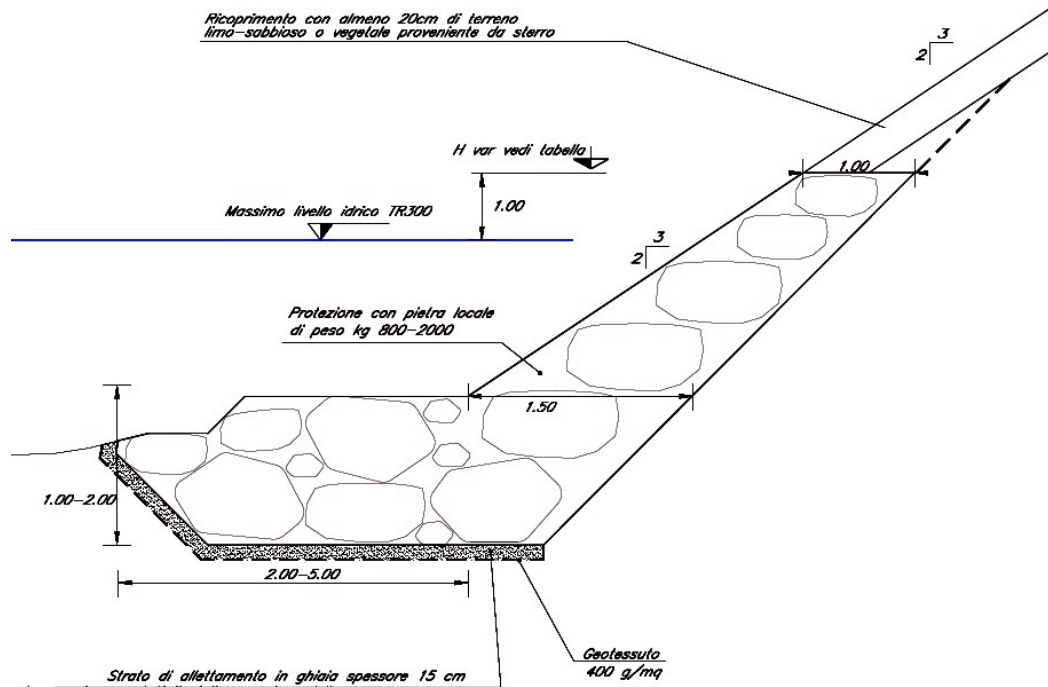 Ricoprimento con almeno 20cm di terreno
limo-sabbioso o vegetale proveniente da sterro
3
2
H var vedi tabella
1.00
1.00
Massimo livello idrico TR300
3
2
Protezione con pietra locale
di peso kg 800-2000
1.50
1.00-2.00
2.00-5.00
Geotessuto
400 g/mq
Strato di allettamento in ghiaia spessore 15 cm